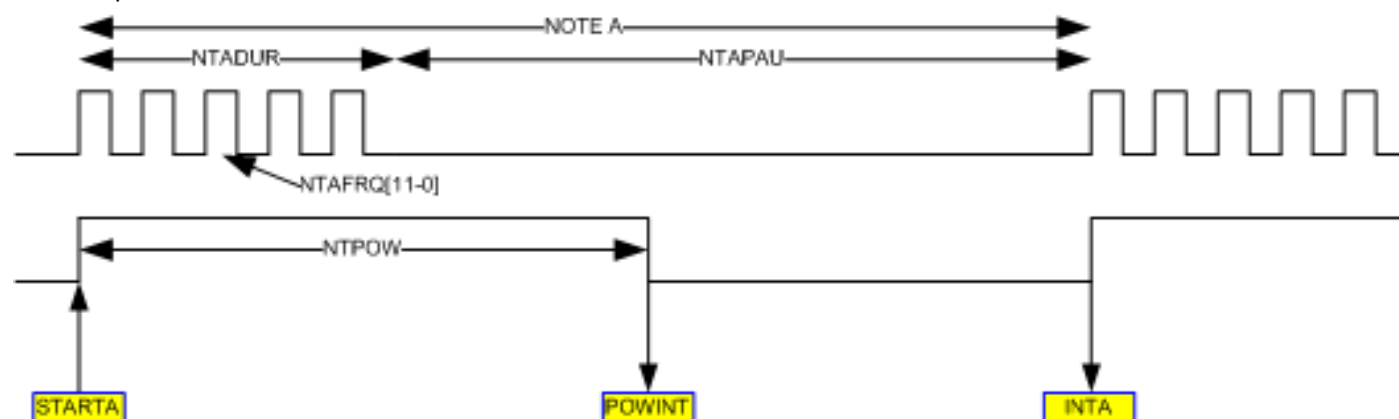 NOTE A
NTADUR NTAPAU
NTAFRQ[11-0]
NTPOW
STARTA POWINT INTA